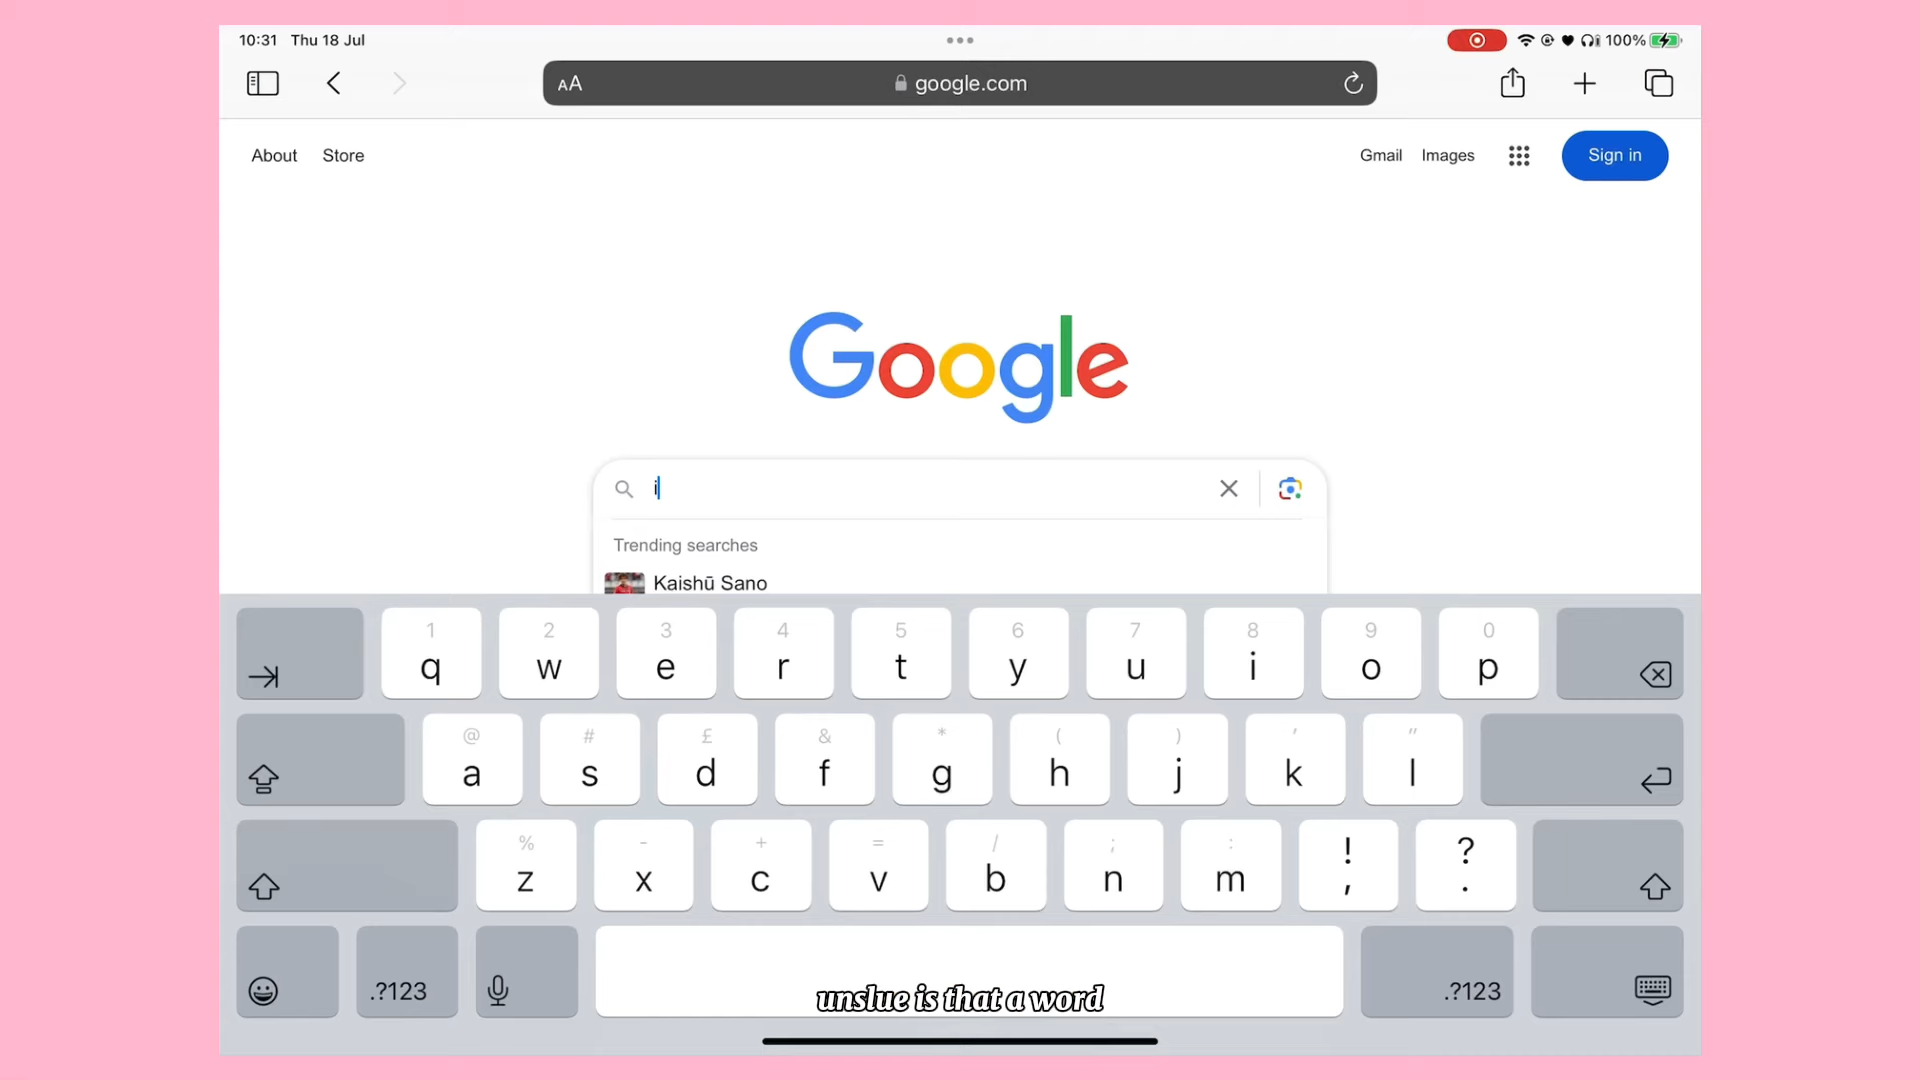 10:31 Thu 18 Jul
100%
AA google.com
About Store Gmail Images Sign in
Google
i
Trending searches
Kaishū Sano
1 2 3 4 5 6 7 8 9 0
q w e r t y u i o p
@ # £ & * ( ) ' "
a s d f g h j k l
% - + = / ; : ! ?
z x c v b n m , .
.?123 .?123
unslue is that a word